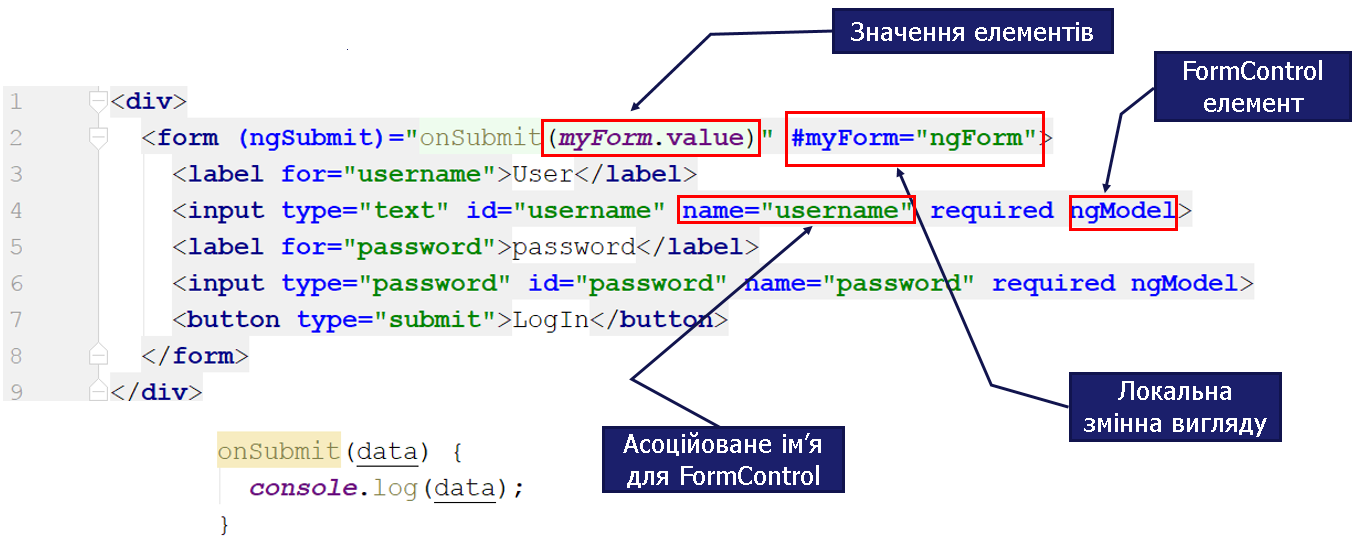 Значення елементів
FormControl
елемент
1 <div>
2 <form (ngSubmit)="onSubmit(myForm.value)" #myForm="ngForm">
3 <label for="username">User</label>
4 <input type="text" id="username" name="username" required ngModel>
5 <label for="password">password</label>
6 <input type="password" id="password" name="password" required ngModel>
7 <button type="submit">LogIn</button>
8 </form>
9 </div>
Локальна
змінна вигляду
Асоційоване ім’я
для FormControl
onSubmit(data) {
console.log(data);
}